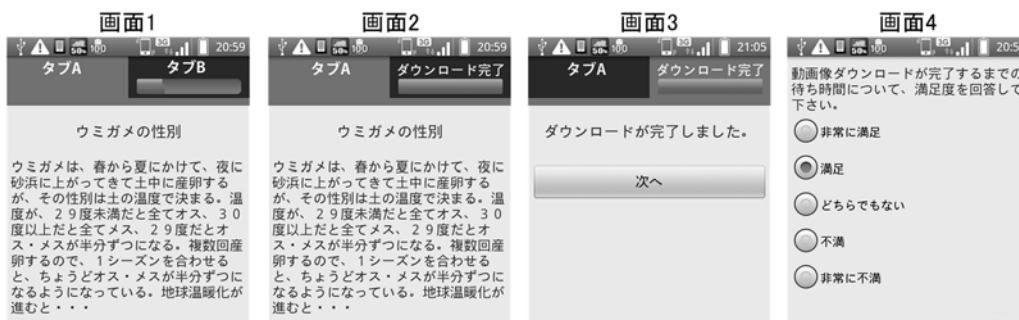 画面1
20:59
タブA
タブB
ウミガメの性別
ウミガメは、春から夏にかけて、夜に
砂浜に上がってきて土中に産卵する
が、その性別は土の温度で決まる。温
度が、29度未満だと全てオス、30
度以上だと全てメス、29度だとオ
ス・メスが半分ずつになる。複数回産
卵するので、1シーズンを合わせる
と、ちょうどオス・メスが半分ずつに
なるようになっている。地球温暖化が
進むと・・・
画面2
20:59
タブA
ダウンロード完了
ウミガメの性別
ウミガメは、春から夏にかけて、夜に
砂浜に上がってきて土中に産卵する
が、その性別は土の温度で決まる。温
度が、29度未満だと全てオス、30
度以上だと全てメス、29度だとオ
ス・メスが半分ずつになる。複数回産
卵するので、1シーズンを合わせる
と、ちょうどオス・メスが半分ずつに
なるようになっている。地球温暖化が
進むと・・・
画面3
21:05
タブA
ダウンロード完了
ダウンロードが完了しました。
次へ
画面4
20:5
動画像ダウンロードが完了するまでの
待ち時間について、満足度を回答して
下さい。
非常に満足
満足
どちらでもない
不満
非常に不満